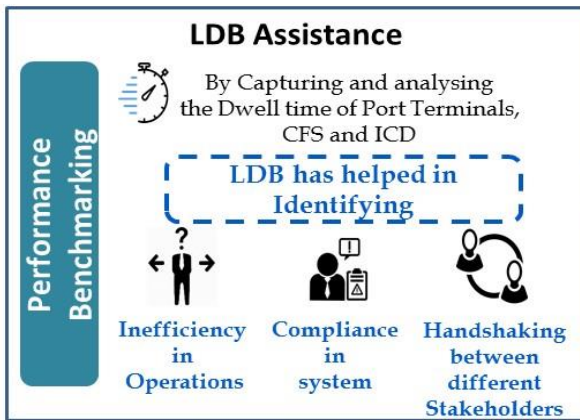 LDB Assistance
Performance
Benchmarking
By Capturing and analysing
the Dwell time of Port Terminals,
CFS and ICD
LDB has helped in
Identifying
?
!
Inefficiency
in
Operations
Compliance
in
system
Handshaking
between
different
Stakeholders